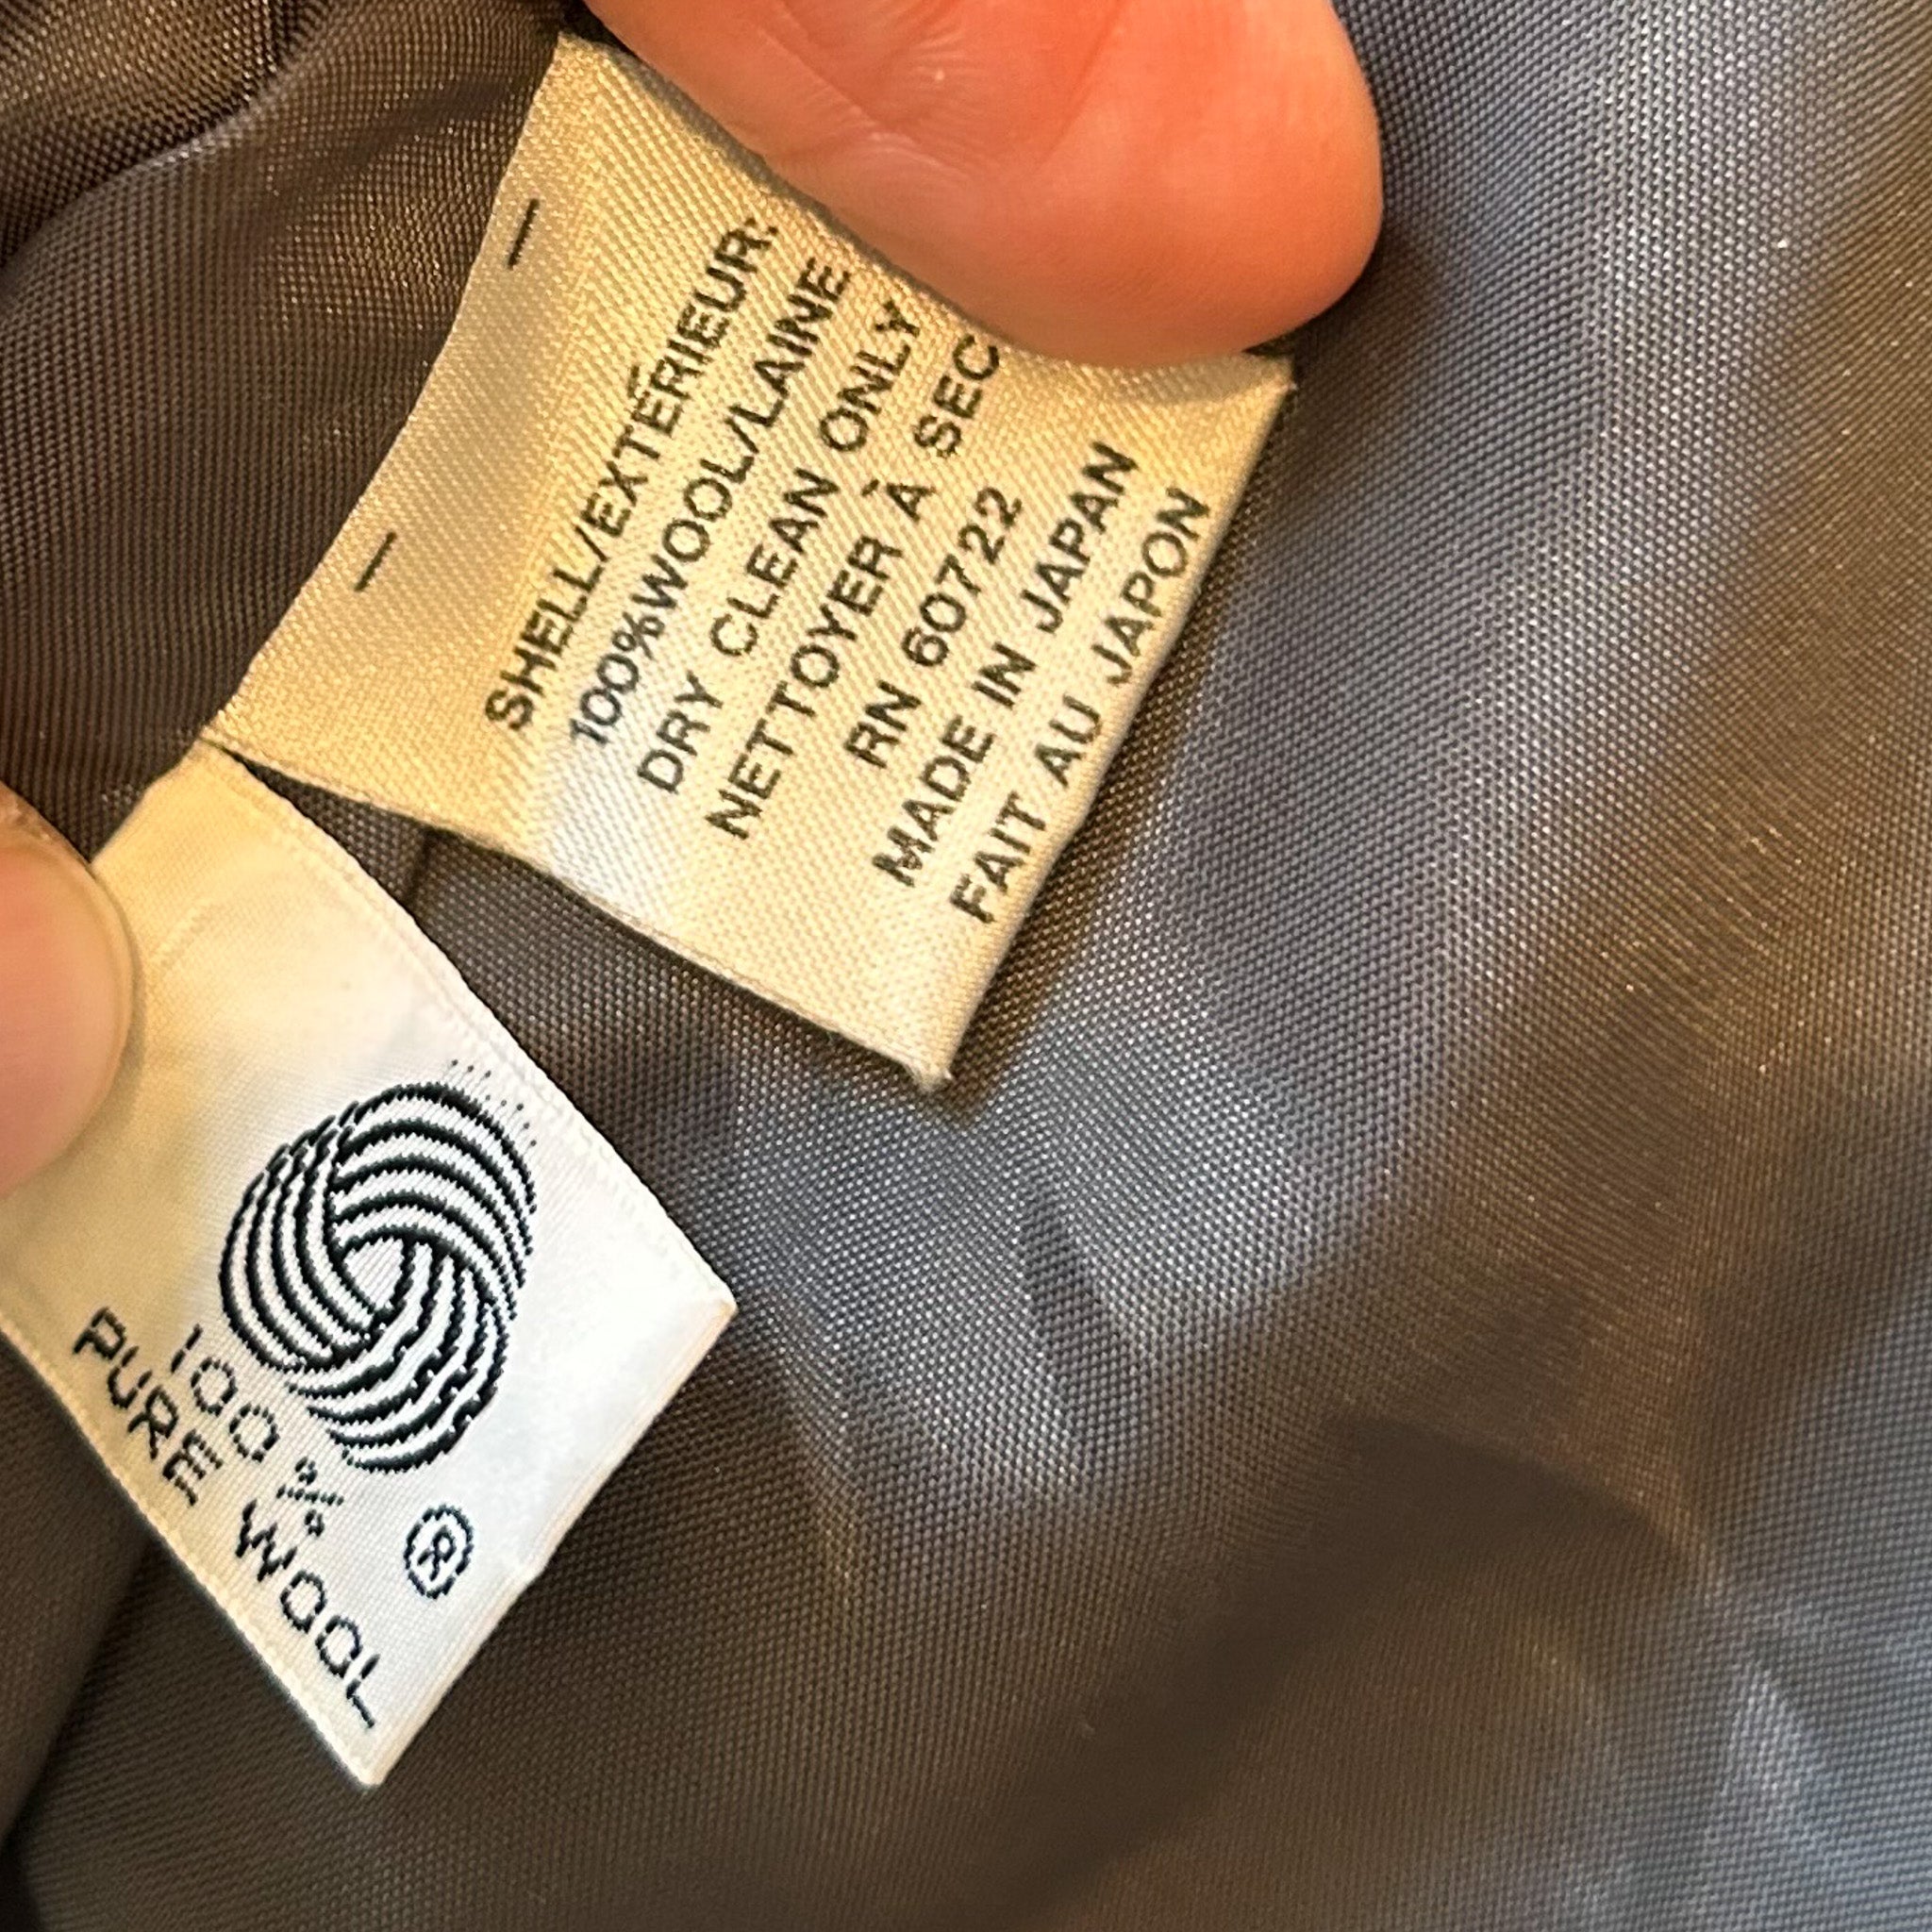 SHELL/EXTÉRIEUR:
100%WOOL/LAINE
DRY CLEAN ONLY
NETTOYER À SEC
RN 60722
MADE IN JAPAN
FAIT AU JAPON
®
100%
PURE WOOL